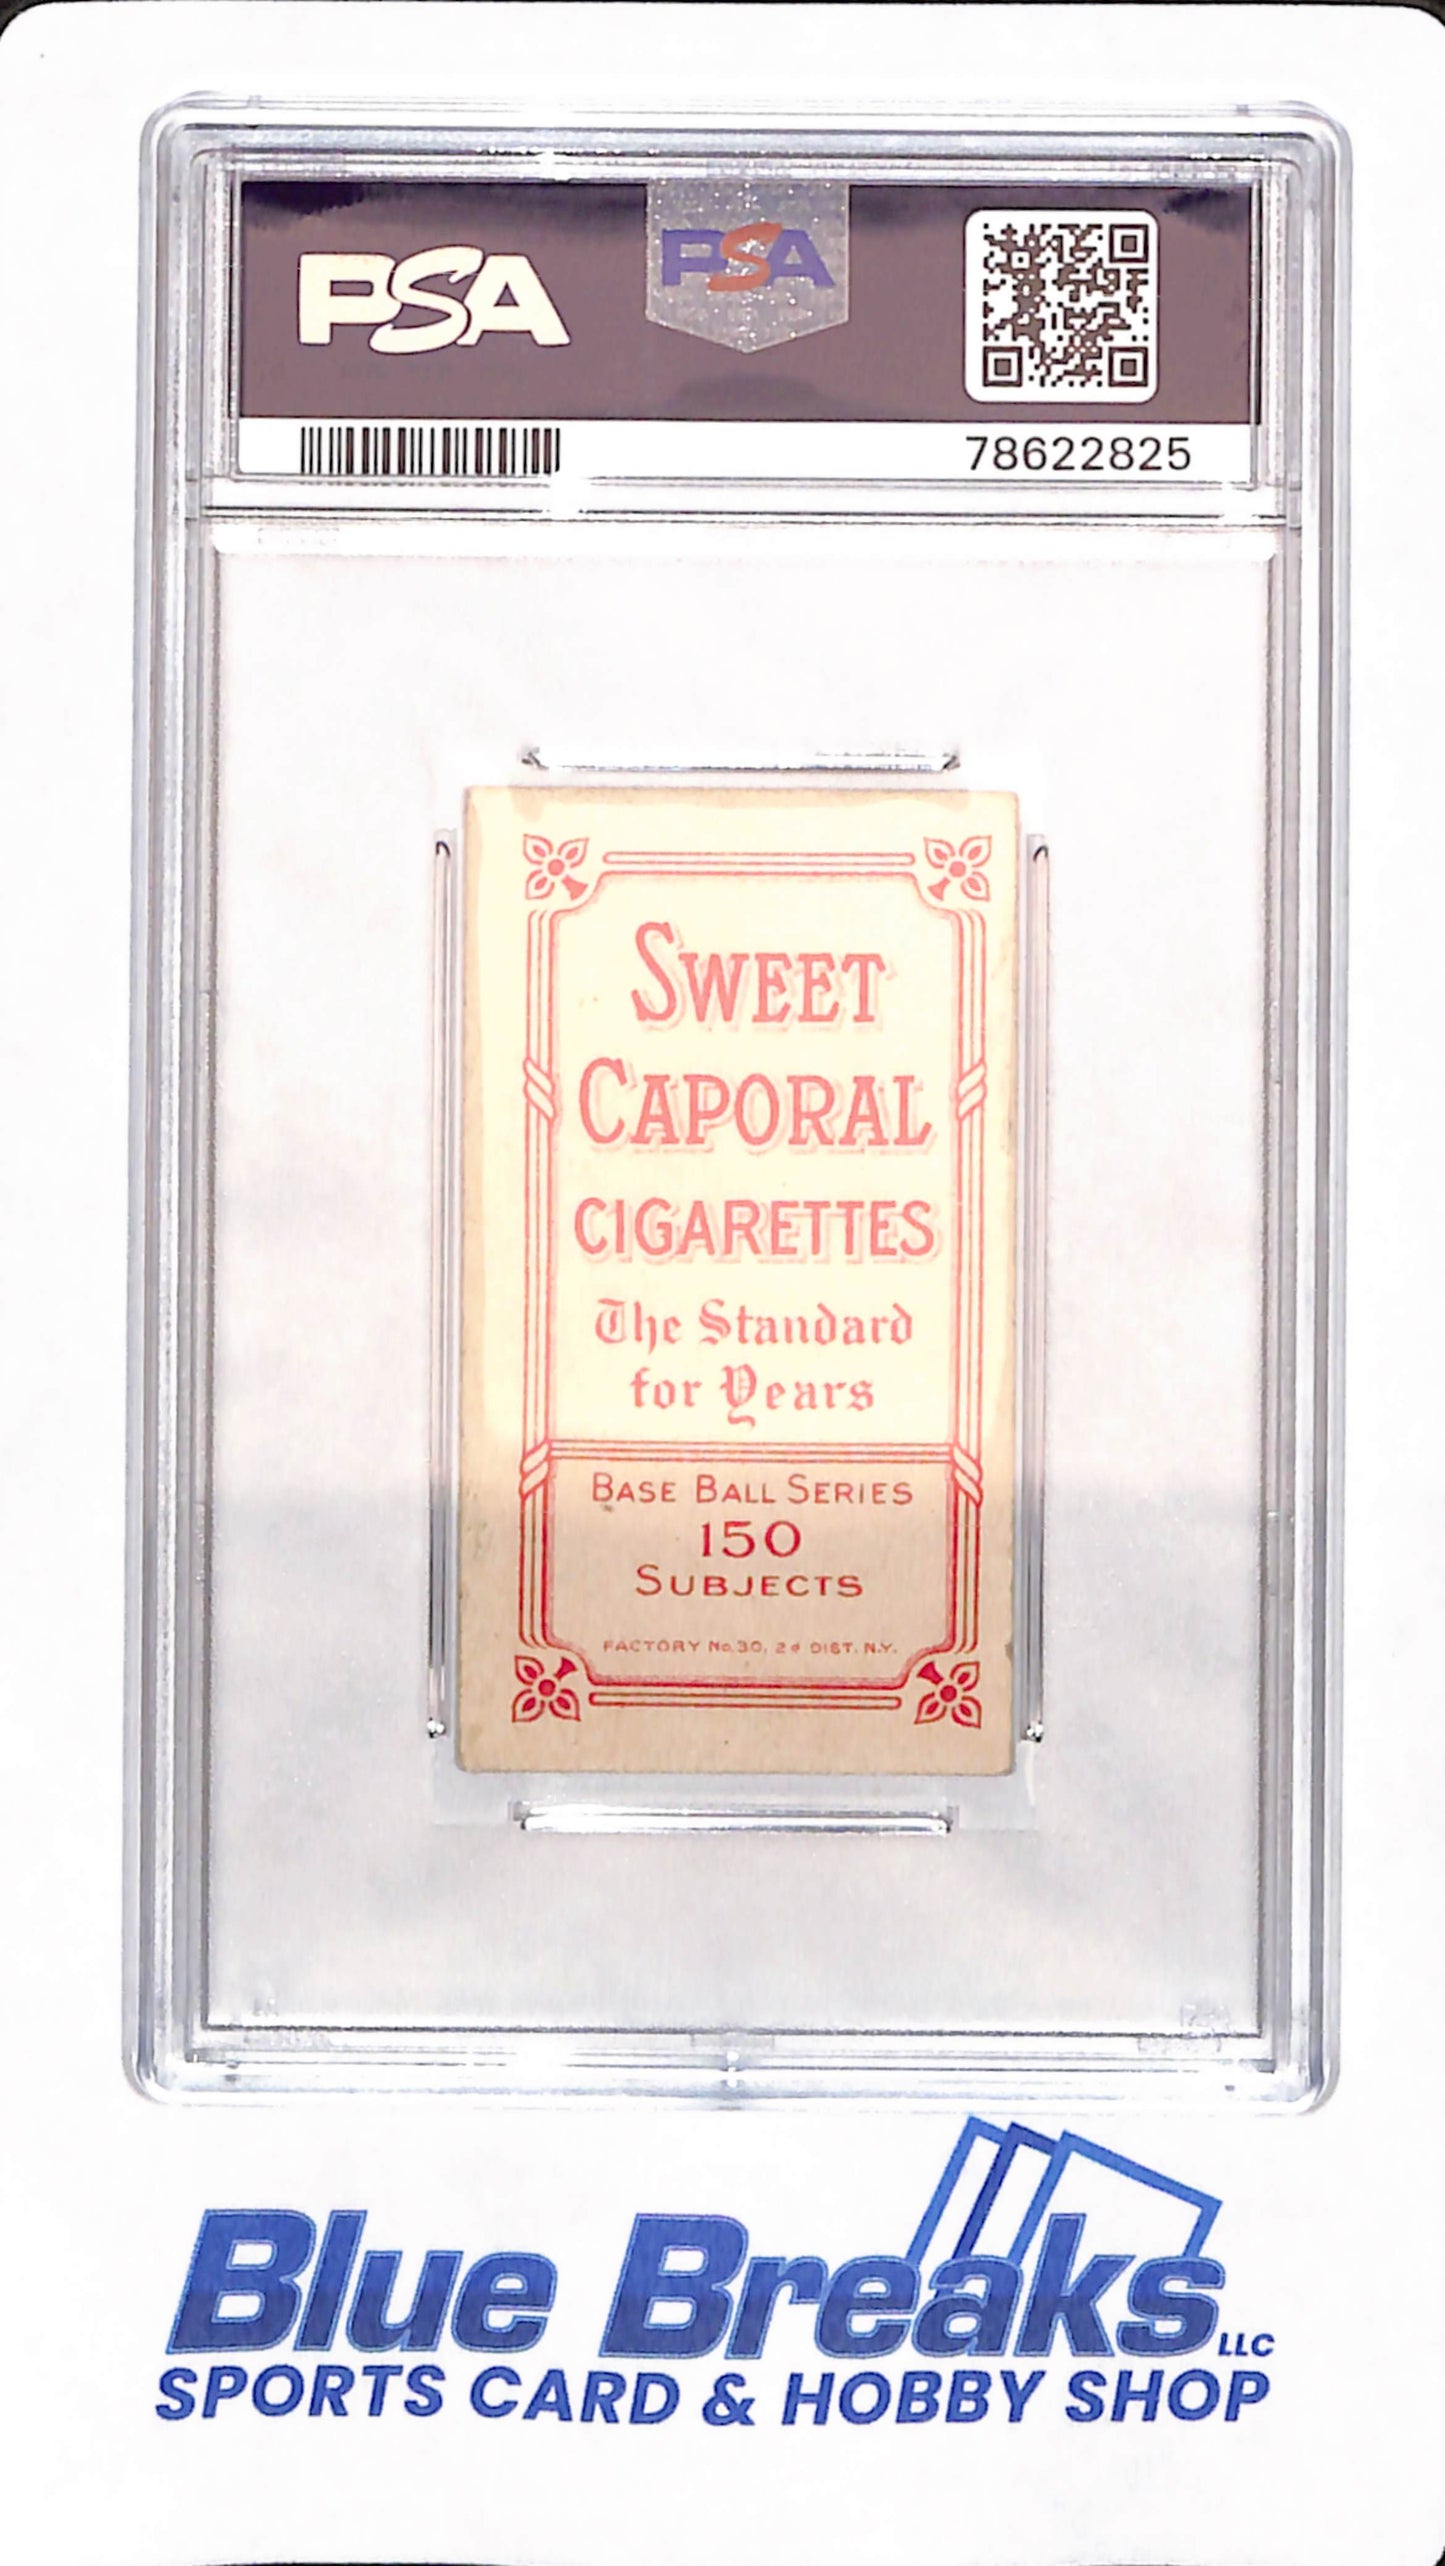 PSA
PSA
78622825
SWEET
CAPORAL
CIGARETTES
The Standard
for Years
BASE BALL SERIES
150
SUBJECTS
FACTORY No. 30, 2d DIST. N.Y.
Blue Breaks LLC
SPORTS CARD & HOBBY SHOP